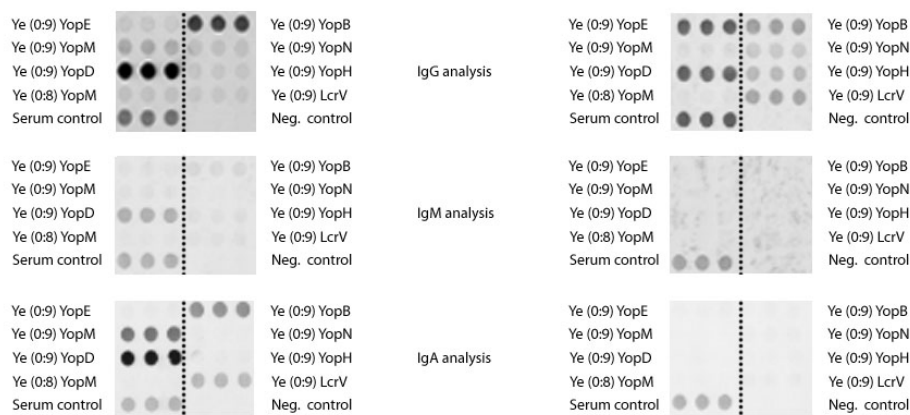 Ye (0:9) YopE Ye (0:9) YopB Ye (0:9) YopE Ye (0:9) YopB
Ye (0:9) YopM Ye (0:9) YopN Ye (0:9) YopM Ye (0:9) YopN
Ye (0:9) YopD Ye (0:9) YopH IgG analysis Ye (0:9) YopD Ye (0:9) YopH
Ye (0:8) YopM Ye (0:9) LcrV Ye (0:8) YopM Ye (0:9) LcrV
Serum control Neg. control Serum control Neg. control
Ye (0:9) YopE Ye (0:9) YopB Ye (0:9) YopE Ye (0:9) YopB
Ye (0:9) YopM Ye (0:9) YopN Ye (0:9) YopM Ye (0:9) YopN
Ye (0:9) YopD Ye (0:9) YopH IgM analysis Ye (0:9) YopD Ye (0:9) YopH
Ye (0:8) YopM Ye (0:9) LcrV Ye (0:8) YopM Ye (0:9) LcrV
Serum control Neg. control Serum control Neg. control
Ye (0:9) YopE Ye (0:9) YopB Ye (0:9) YopE Ye (0:9) YopB
Ye (0:9) YopM Ye (0:9) YopN Ye (0:9) YopM Ye (0:9) YopN
Ye (0:9) YopD Ye (0:9) YopH IgA analysis Ye (0:9) YopD Ye (0:9) YopH
Ye (0:8) YopM Ye (0:9) LcrV Ye (0:8) YopM Ye (0:9) LcrV
Serum control Neg. control Serum control Neg. control